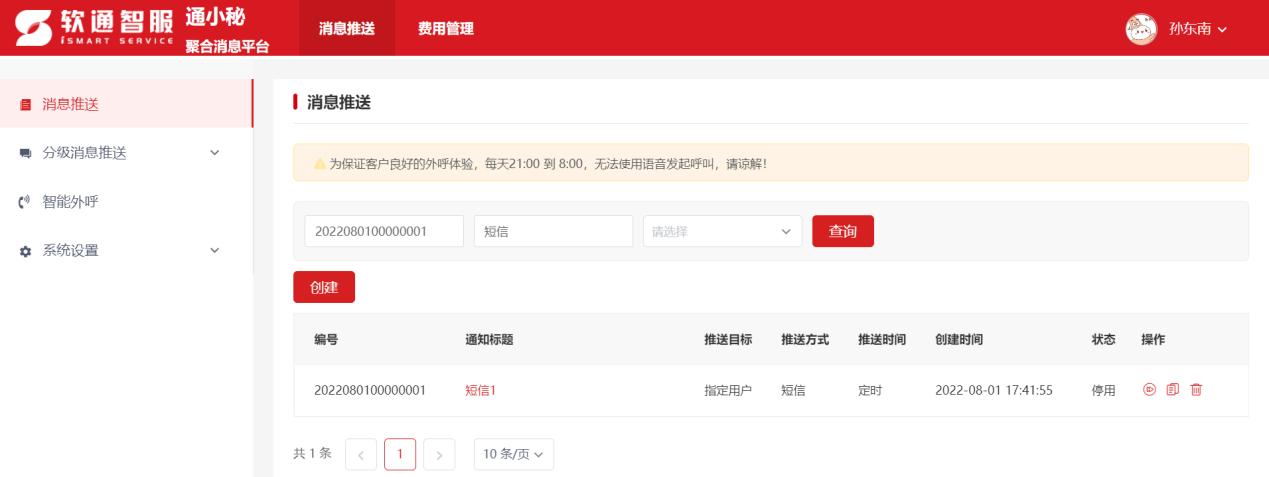 软通智服 通小秘
iSMART SERVICE 聚合消息平台
消息推送 费用管理 孙东南
消息推送
分级消息推送
智能外呼
系统设置
消息推送
为保证客户良好的外呼体验，每天21:00 到 8:00，无法使用语音发起呼叫，请谅解！
2022080100000001 短信 请选择 查询
创建
编号 通知标题 推送目标 推送方式 推送时间 创建时间 状态 操作
2022080100000001 短信1 指定用户 短信 定时 2022-08-01 17:41:55 停用
共 1 条 < 1 > 10 条/页